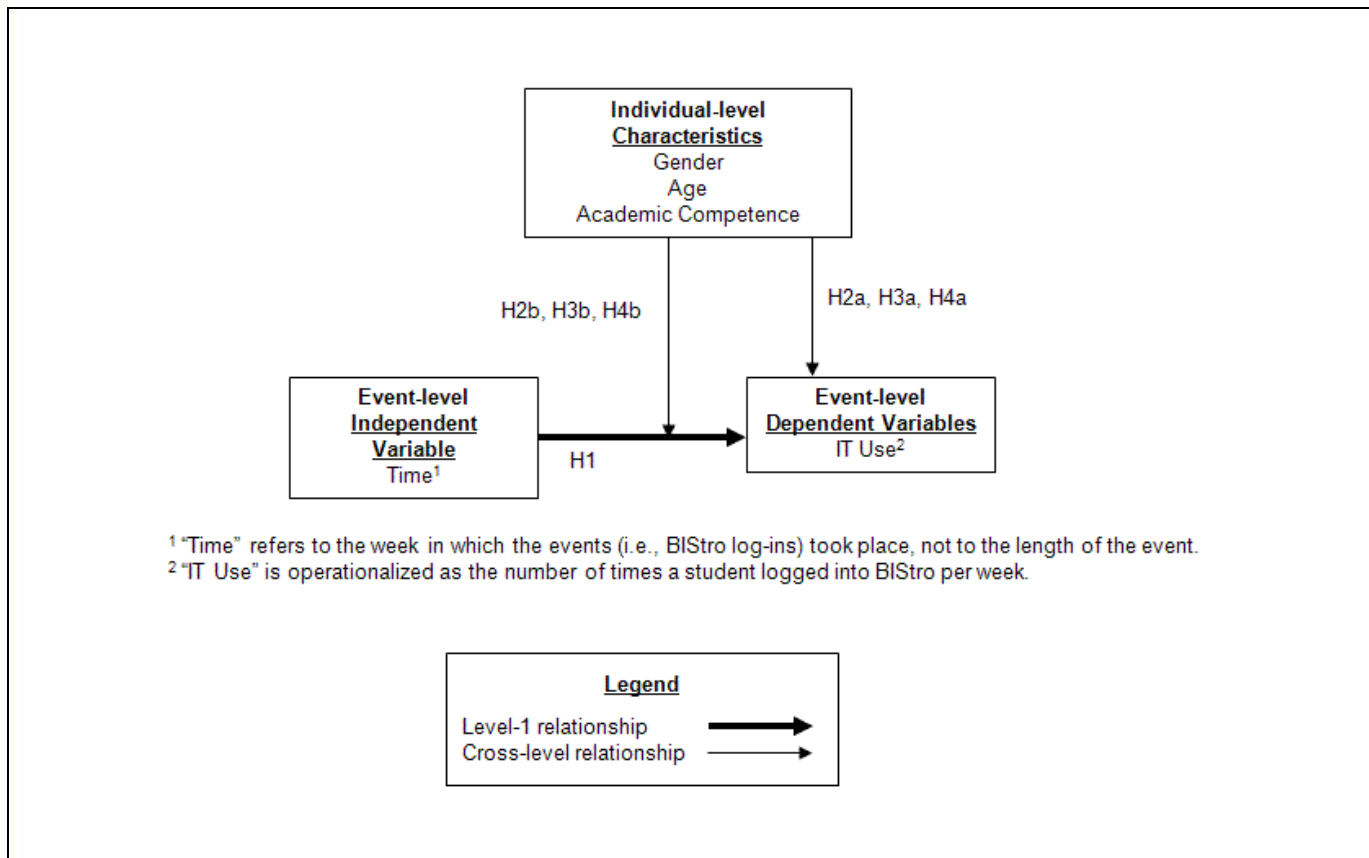 Individual-level
Characteristics
Gender
Age
Academic Competence
H2b, H3b, H4b
H2a, H3a, H4a
Event-level
Independent
Variable
Time¹
H1
Event-level
Dependent Variables
IT Use²
¹ “Time” refers to the week in which the events (i.e., BIStro log-ins) took place, not to the length of the event.
² “IT Use” is operationalized as the number of times a student logged into BIStro per week.
Legend
Level-1 relationship
Cross-level relationship